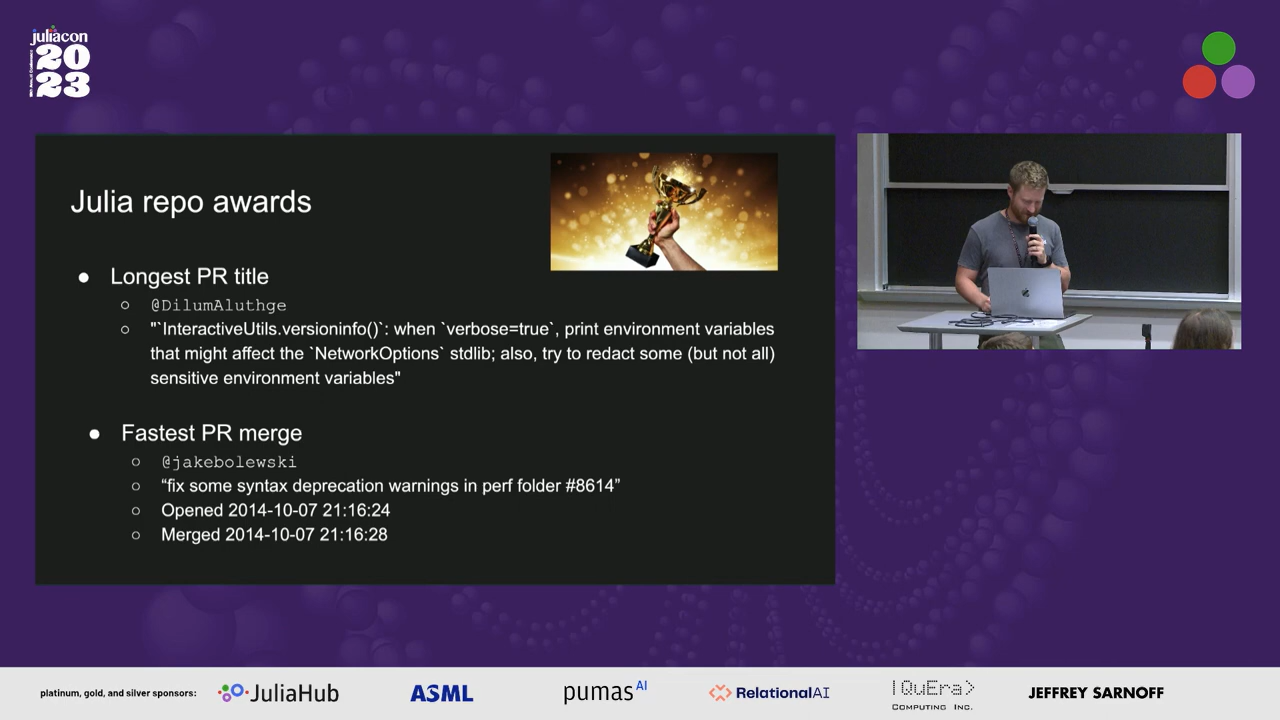 juliacon
20
23
Julia repo awards
● Longest PR title
○ @DilumAluthge
○ "`InteractiveUtils.versioninfo()`: when `verbose=true`, print environment variables
that might affect the `NetworkOptions` stdlib; also, try to redact some (but not all)
sensitive environment variables"
● Fastest PR merge
○ @jakebolewski
○ “fix some syntax deprecation warnings in perf folder #8614”
○ Opened 2014-10-07 21:16:24
○ Merged 2014-10-07 21:16:28
platinum, gold, and silver sponsors:
JuliaHub
ASML
pumasAI
RelationalAI
|QuEra>
COMPUTING INC.
JEFFREY SARNOFF